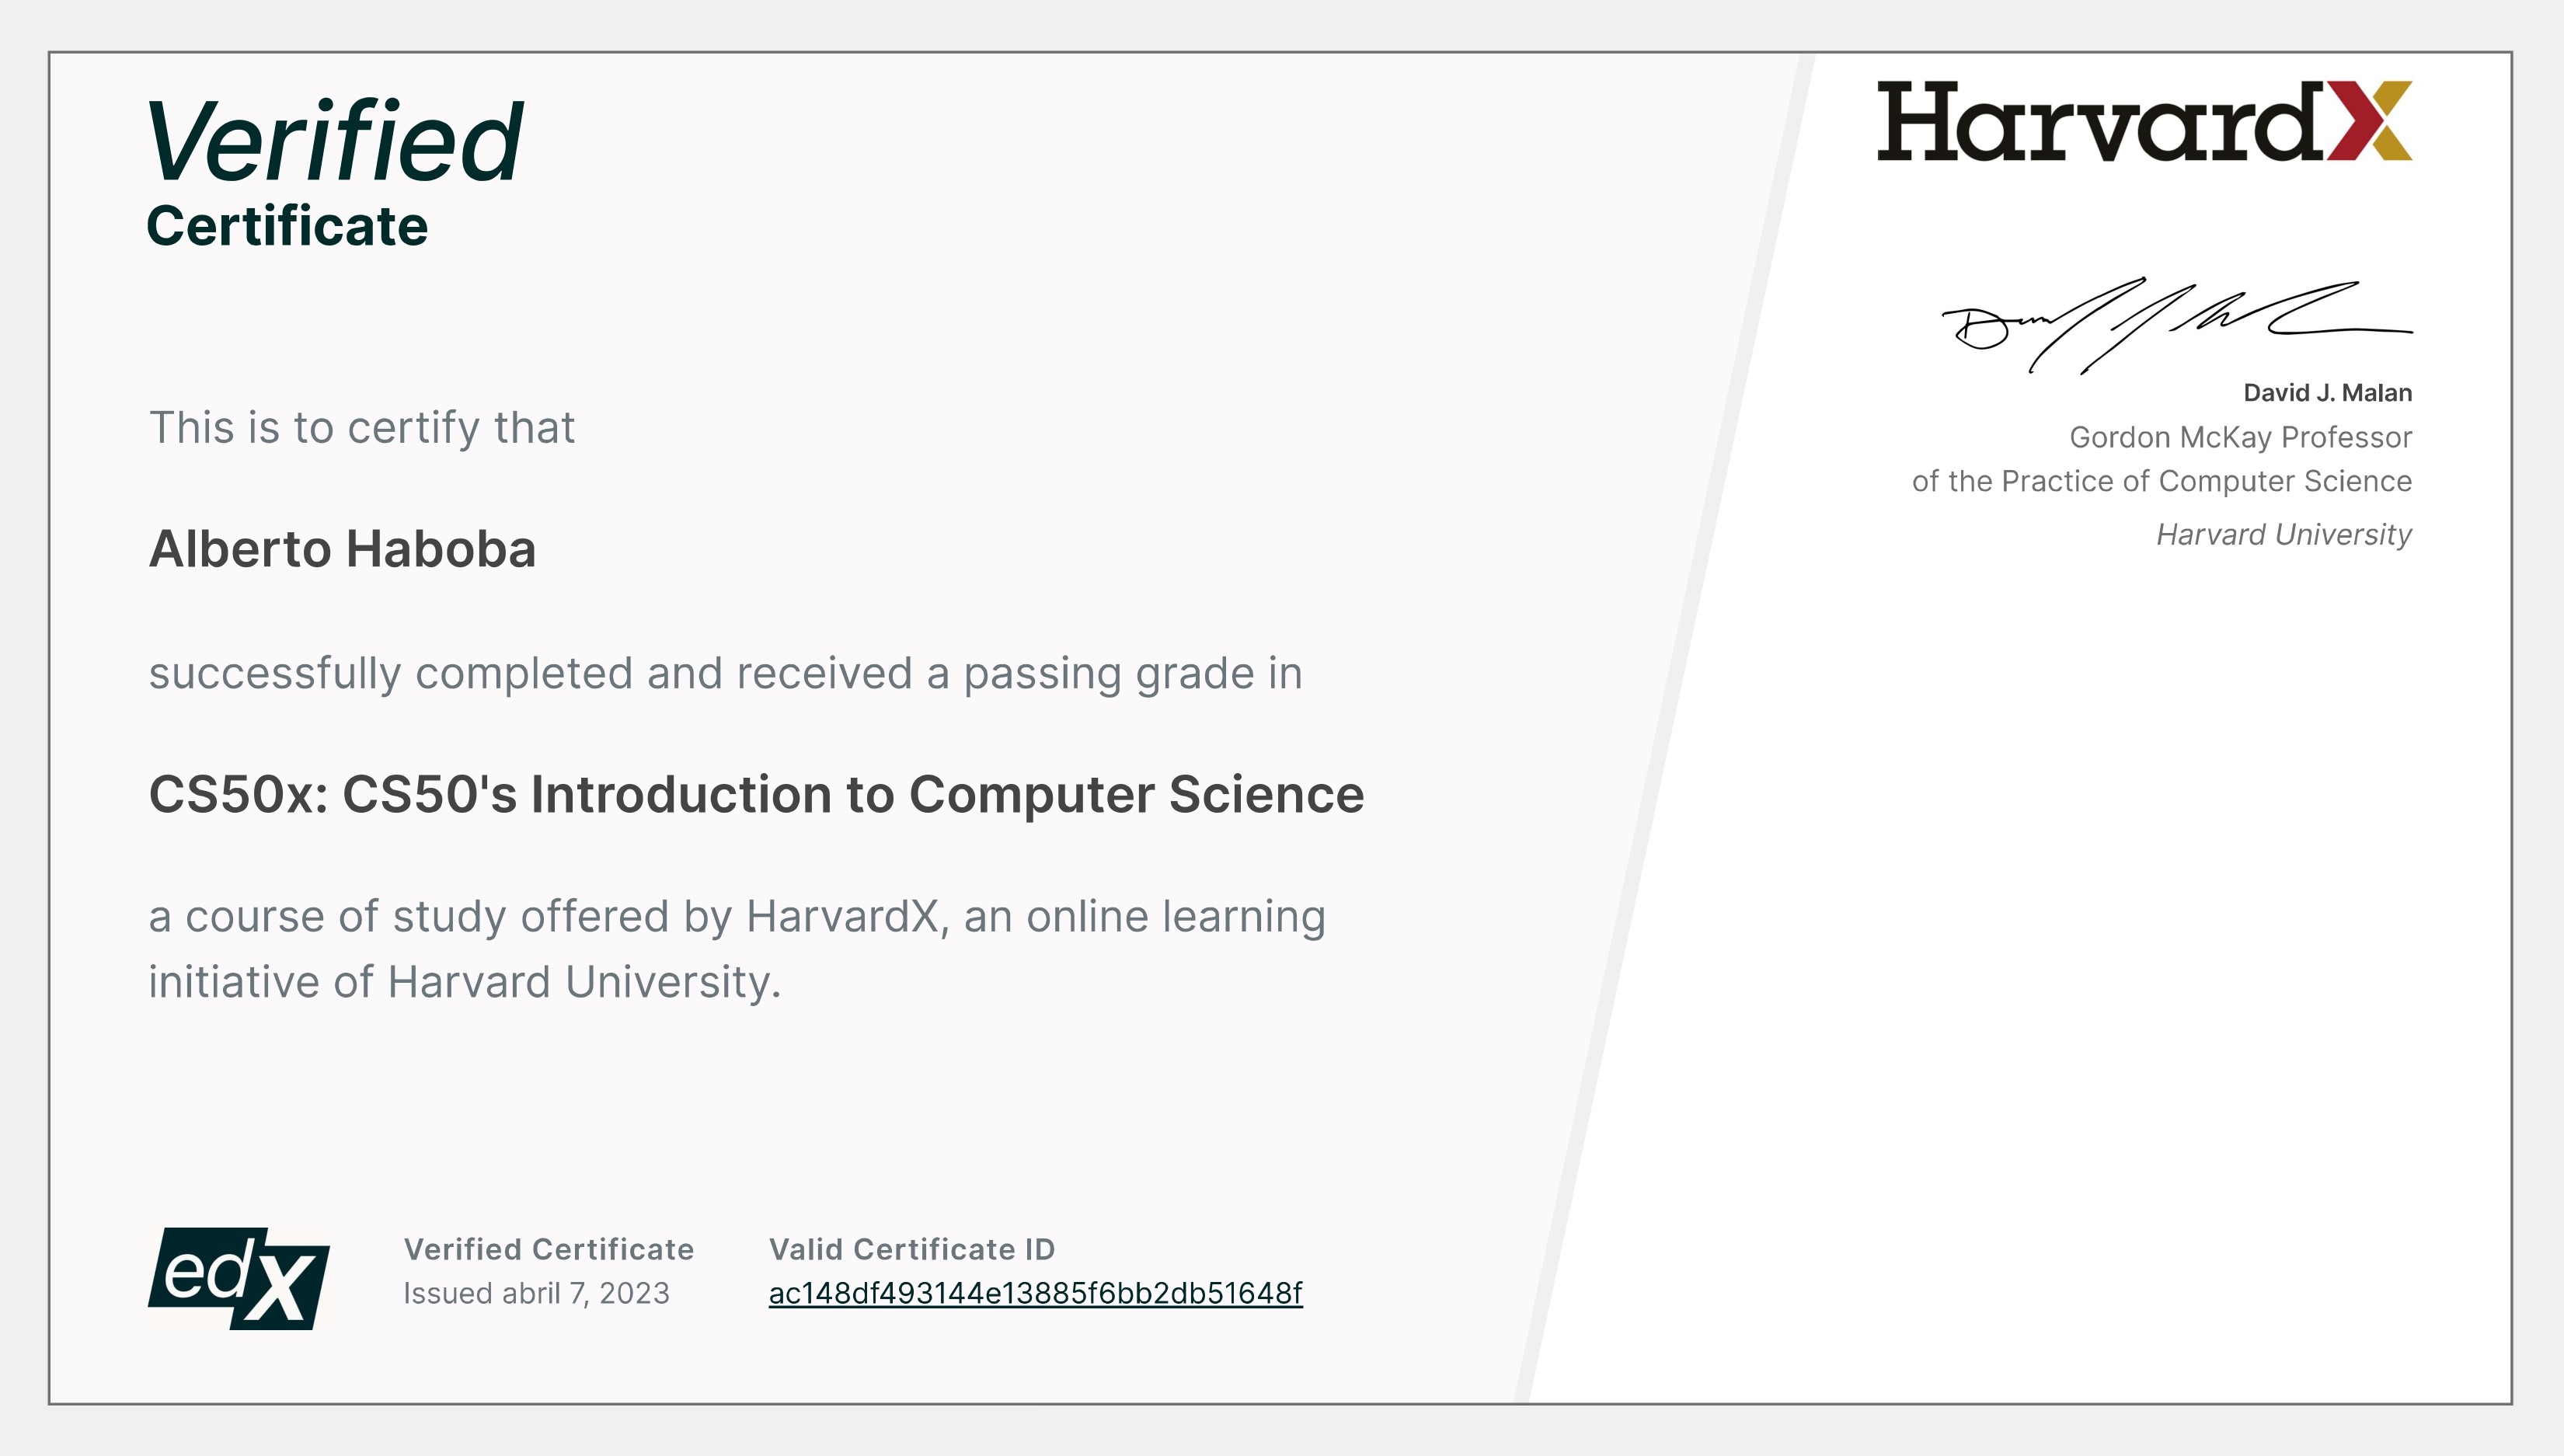 Verified
Certificate
This is to certify that
Alberto Haboba
successfully completed and received a passing grade in
CS50x: CS50's Introduction to Computer Science
a course of study offered by HarvardX, an online learning
initiative of Harvard University.
edX
Verified Certificate
Issued abril 7, 2023
Valid Certificate ID
ac148df493144e13885f6bb2db51648f
HarvardX
David J. Malan
Gordon McKay Professor
of the Practice of Computer Science
Harvard University